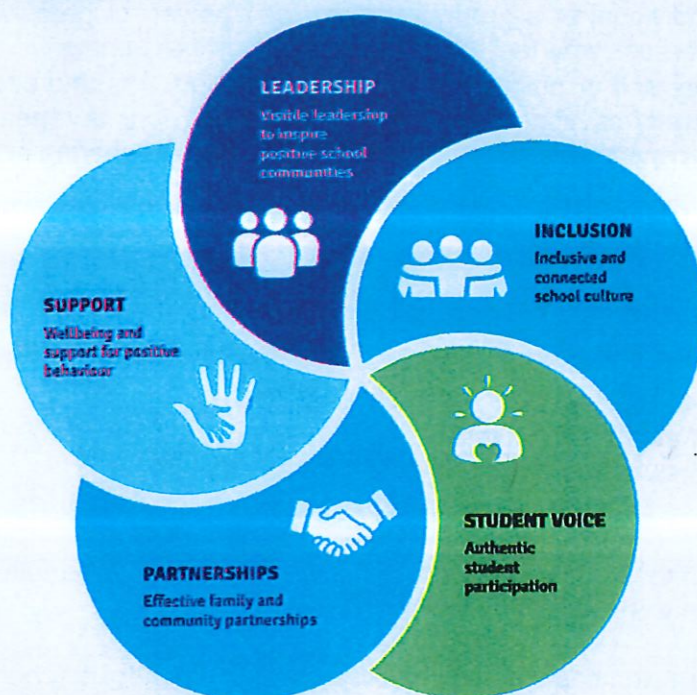 LEADERSHIP
Visible leadership
to inspire
positive school
communities
INCLUSION
Inclusive and
connected
school culture
STUDENT VOICE
Authentic
student
participation
PARTNERSHIPS
Effective family and
community partnerships
SUPPORT
Wellbeing and
support for positive
behaviour